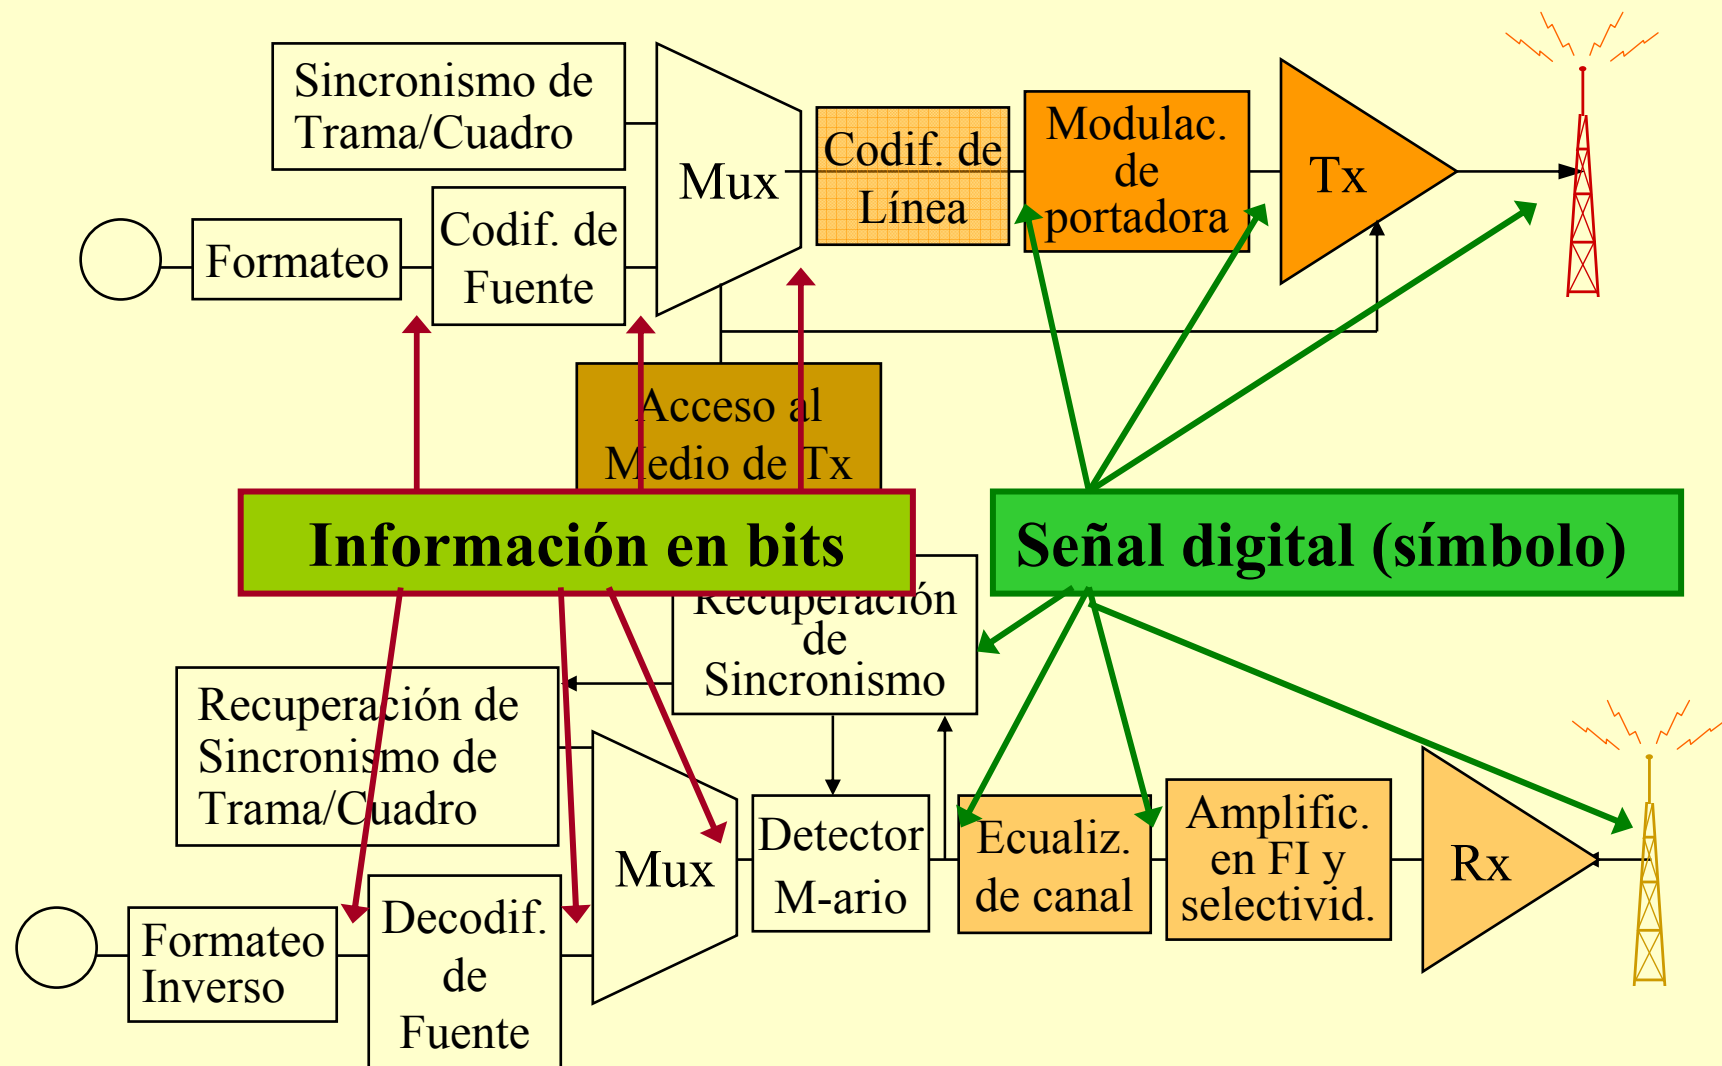 Sincronismo de
Trama/Cuadro
Mux
Codif. de
Línea
Modulac.
de
portadora
Tx
Formateo
Codif. de
Fuente
Acceso al
Medio de Tx
Información en bits
Señal digital (símbolo)
Recuperación
de
Sincronismo
Recuperación de
Sincronismo de
Trama/Cuadro
Mux
Detector
M-ario
Ecualiz.
de canal
Amplific.
en FI y
selectivid.
Rx
Formateo
Inverso
Decodif.
de
Fuente